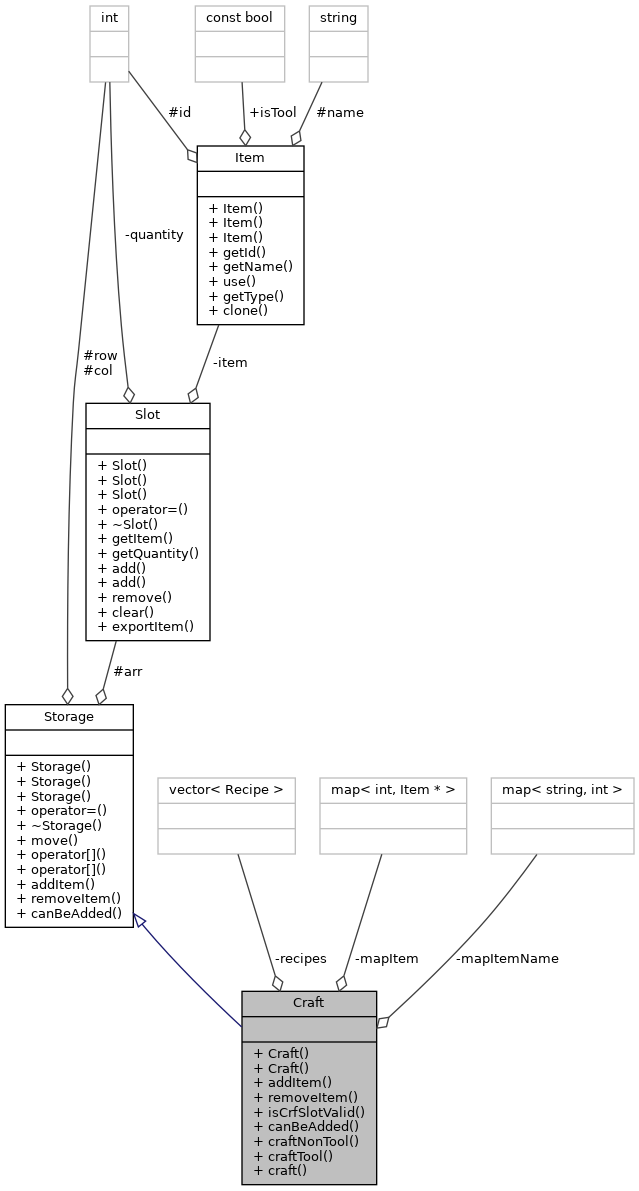 int
const bool
string
#id
+isTool
#name
Item
+ Item()
+ Item()
+ Item()
+ getId()
+ getName()
+ use()
+ getType()
+ clone()
-quantity
#row
#col
-item
Slot
+ Slot()
+ Slot()
+ Slot()
+ operator=()
+ ~Slot()
+ getItem()
+ getQuantity()
+ add()
+ add()
+ remove()
+ clear()
+ exportItem()
#arr
Storage
+ Storage()
+ Storage()
+ Storage()
+ operator=()
+ ~Storage()
+ move()
+ operator[]()
+ operator[]()
+ addItem()
+ removeItem()
+ canBeAdded()
vector< Recipe >
map< int, Item * >
map< string, int >
-recipes
-mapItem
-mapItemName
Craft
+ Craft()
+ Craft()
+ addItem()
+ removeItem()
+ isCrfSlotValid()
+ canBeAdded()
+ craftNonTool()
+ craftTool()
+ craft()